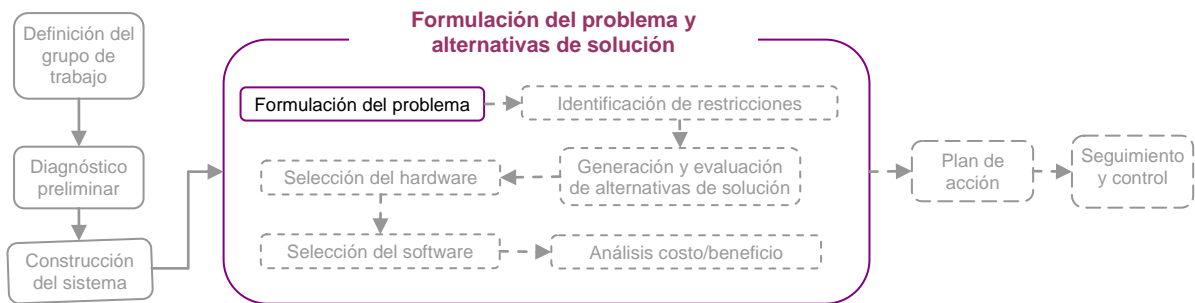 Formulación del problema y
alternativas de solución
Definición del
grupo de
trabajo
Diagnóstico
preliminar
Construcción
del sistema
Formulación del problema
Identificación de restricciones
Generación y evaluación
de alternativas de solución
Selección del hardware
Selección del software
Análisis costo/beneficio
Plan de
acción
Seguimiento
y control